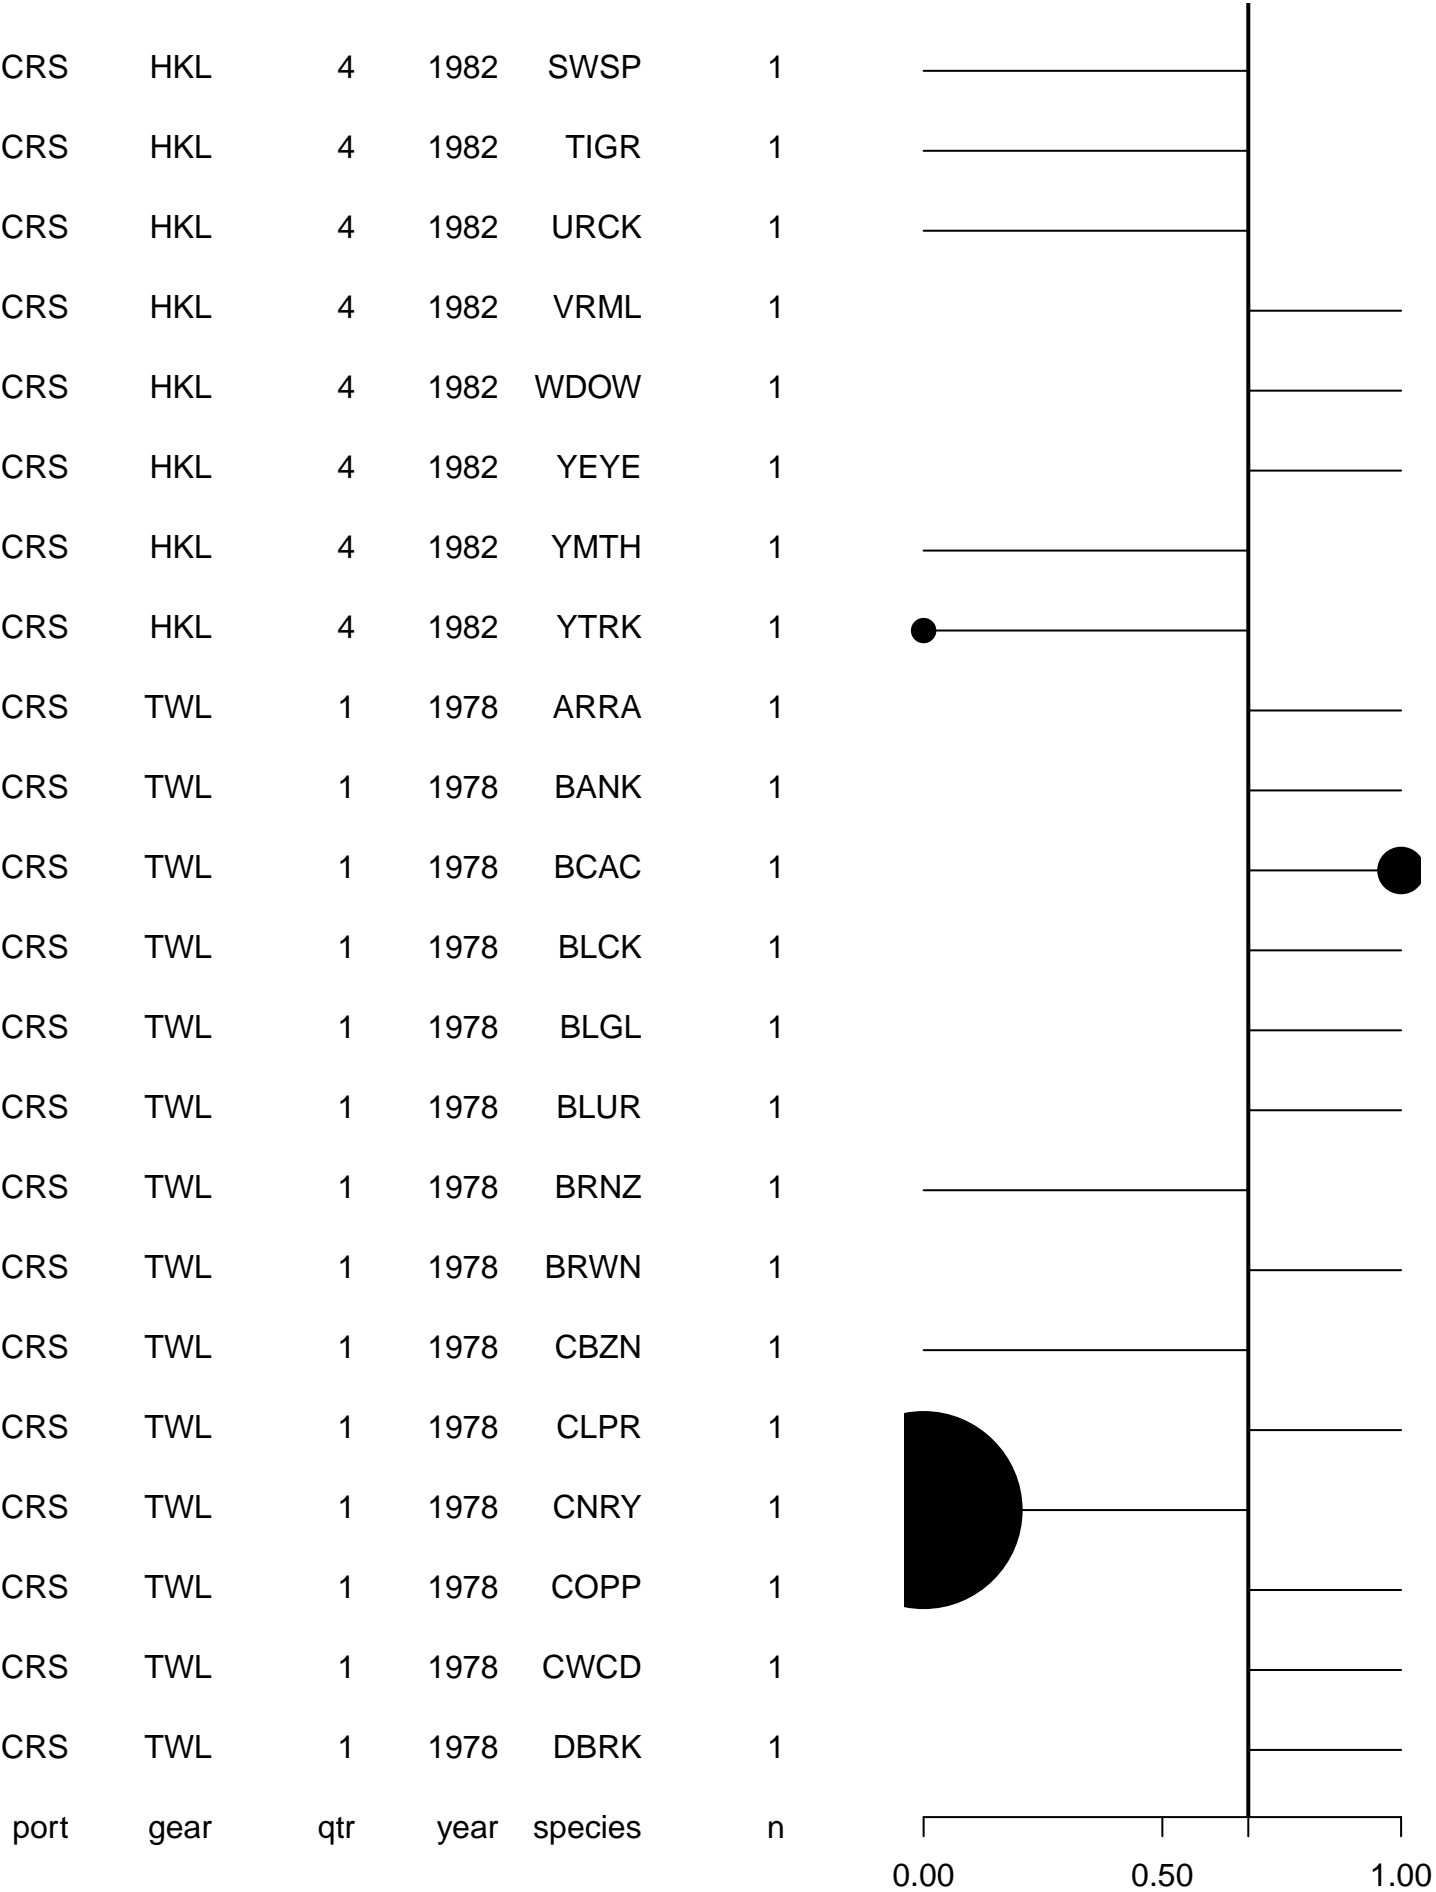 CRS HKL 4 1982 SWSP 1
CRS HKL 4 1982 TIGR 1
CRS HKL 4 1982 URCK 1
CRS HKL 4 1982 VRML 1
CRS HKL 4 1982 WDOW 1
CRS HKL 4 1982 YEYE 1
CRS HKL 4 1982 YMTH 1
CRS HKL 4 1982 YTRK 1
CRS TWL 1 1978 ARRA 1
CRS TWL 1 1978 BANK 1
CRS TWL 1 1978 BCAC 1
CRS TWL 1 1978 BLCK 1
CRS TWL 1 1978 BLGL 1
CRS TWL 1 1978 BLUR 1
CRS TWL 1 1978 BRNZ 1
CRS TWL 1 1978 BRWN 1
CRS TWL 1 1978 CBZN 1
CRS TWL 1 1978 CLPR 1
CRS TWL 1 1978 CNRY 1
CRS TWL 1 1978 COPP 1
CRS TWL 1 1978 CWCD 1
CRS TWL 1 1978 DBRK 1
port gear qtr year species n
0.00 0.50 1.00